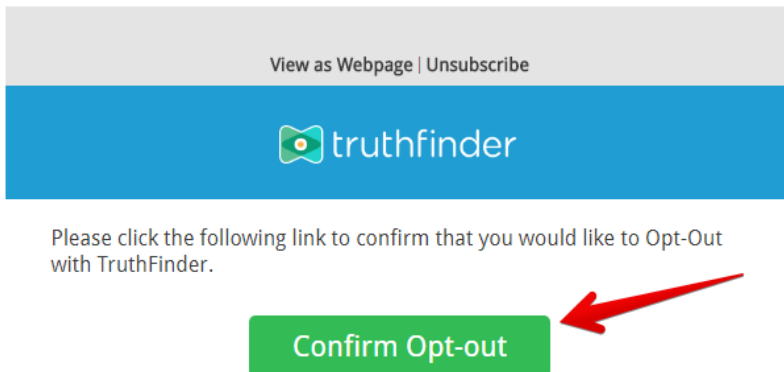 View as Webpage | Unsubscribe
truthfinder
Please click the following link to confirm that you would like to Opt-Out
with TruthFinder.
Confirm Opt-out